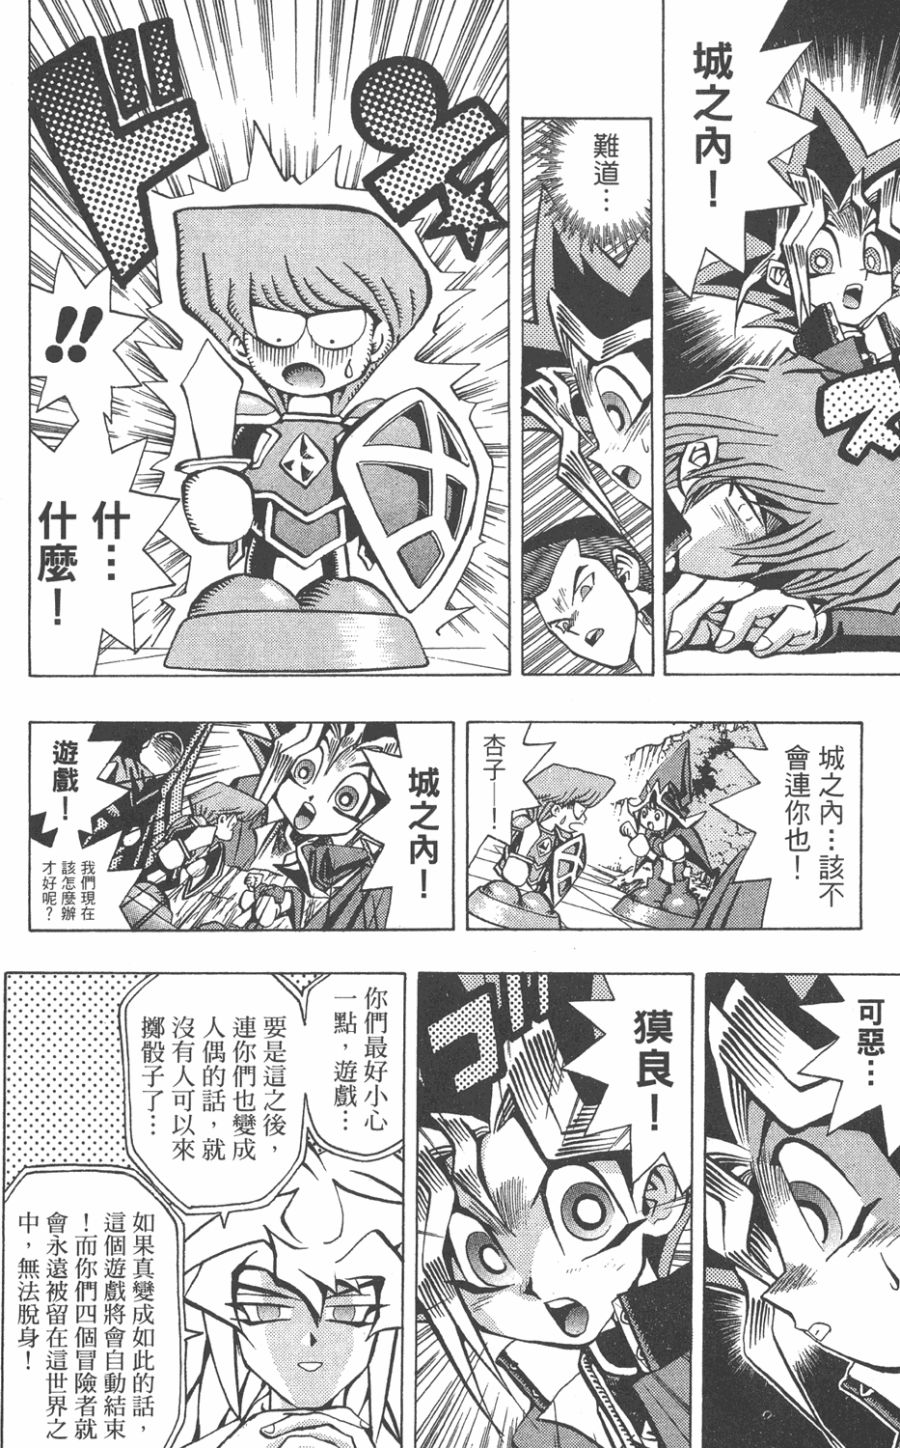 城之內！
ズ
難道…
ドーン★
!!
什…
什麼！
城之內…該不
會連你也！
杏子——！
城之內！
遊戲！
我們現在
該怎麼辦
才好呢？
可惡…
獏良！
ゴ゛
你們最好小心
一點，遊戲…
要是這之後，
連你們也變成
人偶的話，就
沒有人可以來
擲骰子了…
如果真變成如此的話，
這個遊戲將會自動結束
！而你們四個冒險者就
會永遠被留在這世界之
中，無法脫身！